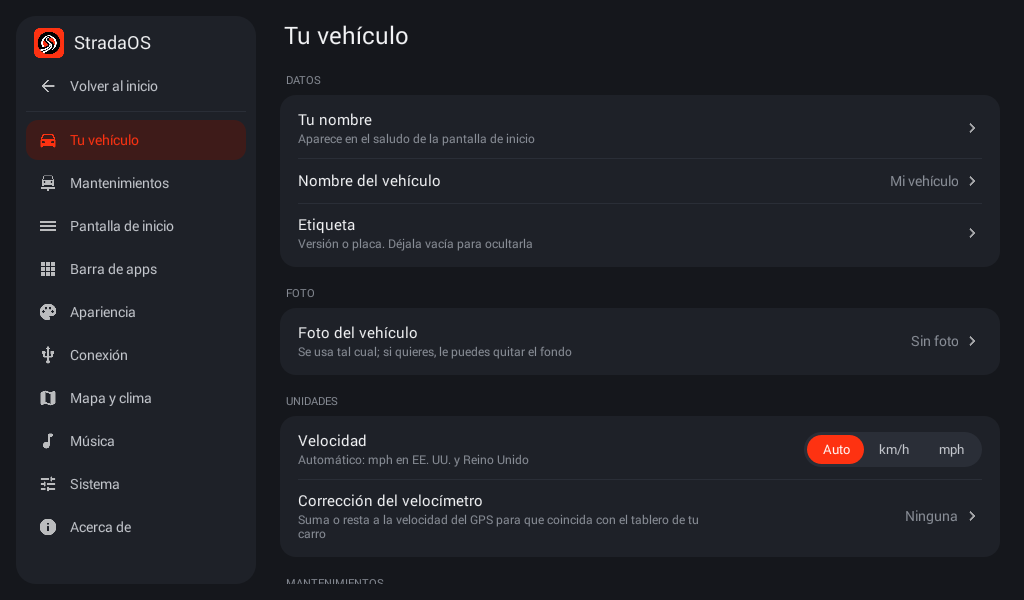 StradaOS
Volver al inicio
Tu vehículo
Mantenimientos
Pantalla de inicio
Barra de apps
Apariencia
Conexión
Mapa y clima
Música
Sistema
Acerca de
Tu vehículo
DATOS
Tu nombre
Aparece en el saludo de la pantalla de inicio
Nombre del vehículo
Mi vehículo
Etiqueta
Versión o placa. Déjala vacía para ocultarla
FOTO
Foto del vehículo
Se usa tal cual; si quieres, le puedes quitar el fondo
Sin foto
UNIDADES
Velocidad
Automático: mph en EE. UU. y Reino Unido
Auto km/h mph
Corrección del velocímetro
Suma o resta a la velocidad del GPS para que coincida con el tablero de tu
carro
Ninguna
MANTENIMIENTOS